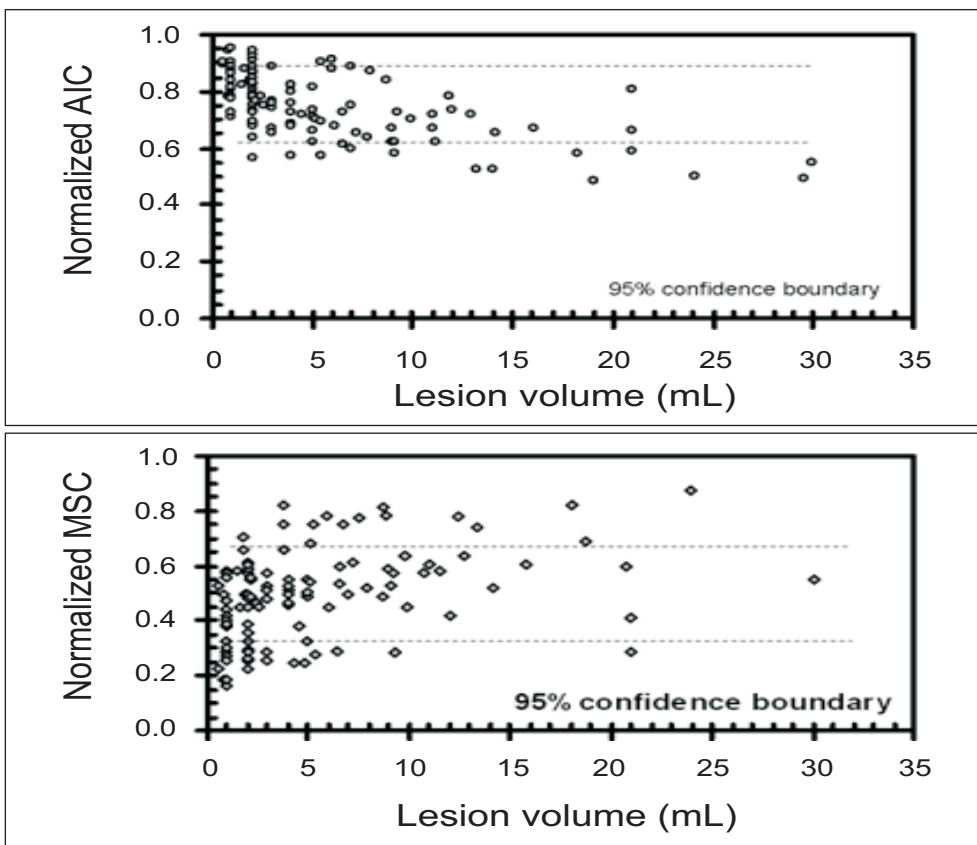 Normalized AIC
1.0
0.8
0.6
0.4
0.2
0.0
95% confidence boundary
0 5 10 15 20 25 30 35
Lesion volume (mL)
Normalized MSC
1.0
0.8
0.6
0.4
0.2
0.0
95% confidence boundary
0 5 10 15 20 25 30 35
Lesion volume (mL)